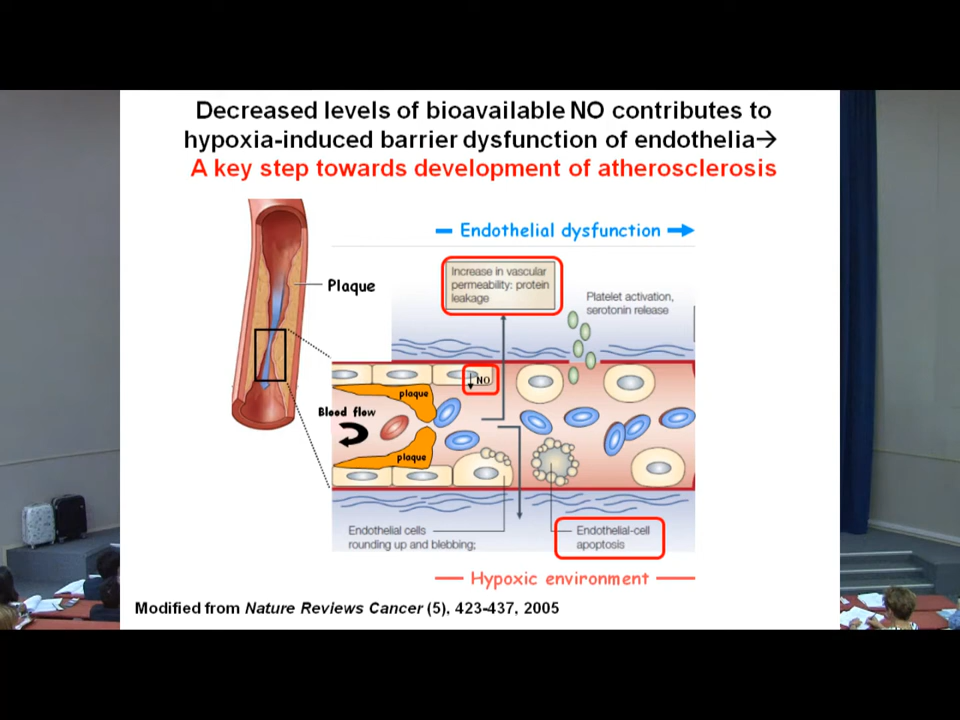 Decreased levels of bioavailable NO contributes to
hypoxia-induced barrier dysfunction of endothelia→
A key step towards development of atherosclerosis
Endothelial dysfunction
Increase in vascular
permeability: protein
leakage
Platelet activation,
serotonin release
Plaque
NO
plaque
Blood flow
plaque
Endothelial cells
rounding up and blebbing;
Endothelial-cell
apoptosis
Hypoxic environment
Modified from Nature Reviews Cancer (5), 423-437, 2005